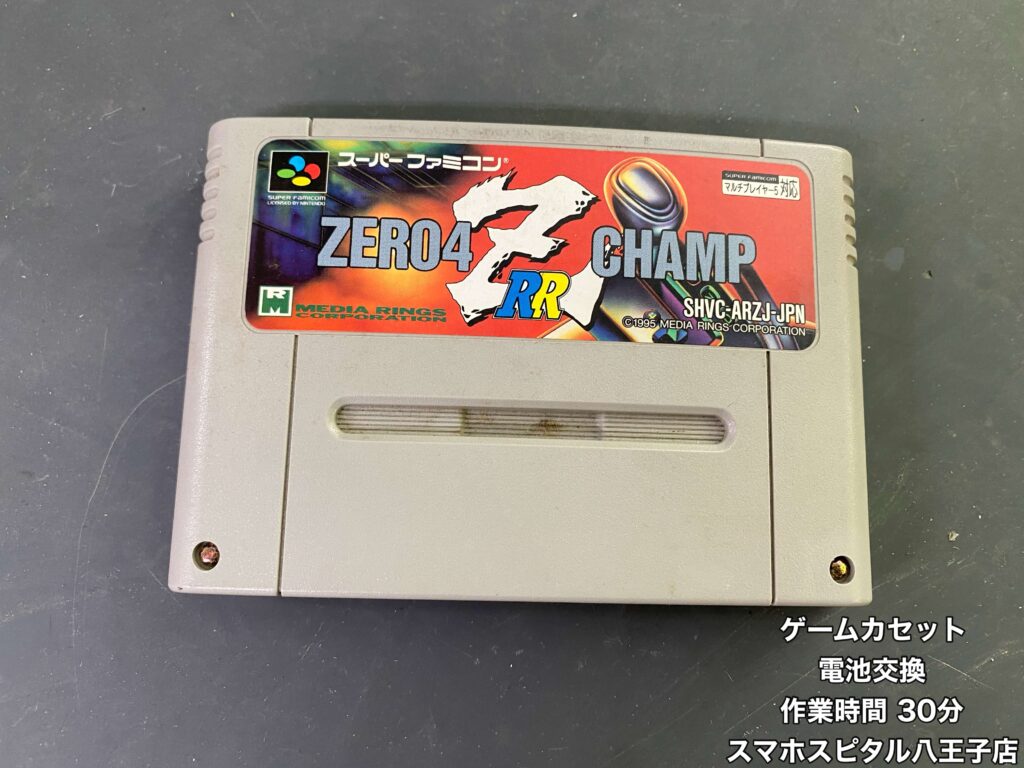 スーパーファミコン®
SUPER FAMICOM
LICENSED BY NINTENDO
SUPER FAMICOM
マルチプレイヤー5 対応
ZERO4 CHAMP
RR
RM
MEDIA RINGS
CORPORATION
SHVC-ARZJ-JPN
©1995 MEDIA RINGS CORPORATION
ゲームカセット
電池交換
作業時間 30分
スマホスピタル八王子店